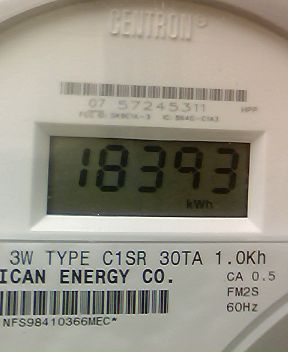 CENTRON®
07 57245311 HPP
18393
kWh
3W TYPE C1SR 30TA 1.0Kh
ICAN ENERGY CO. CA 0.5
FM2S
60Hz
NFS98410366MEC*